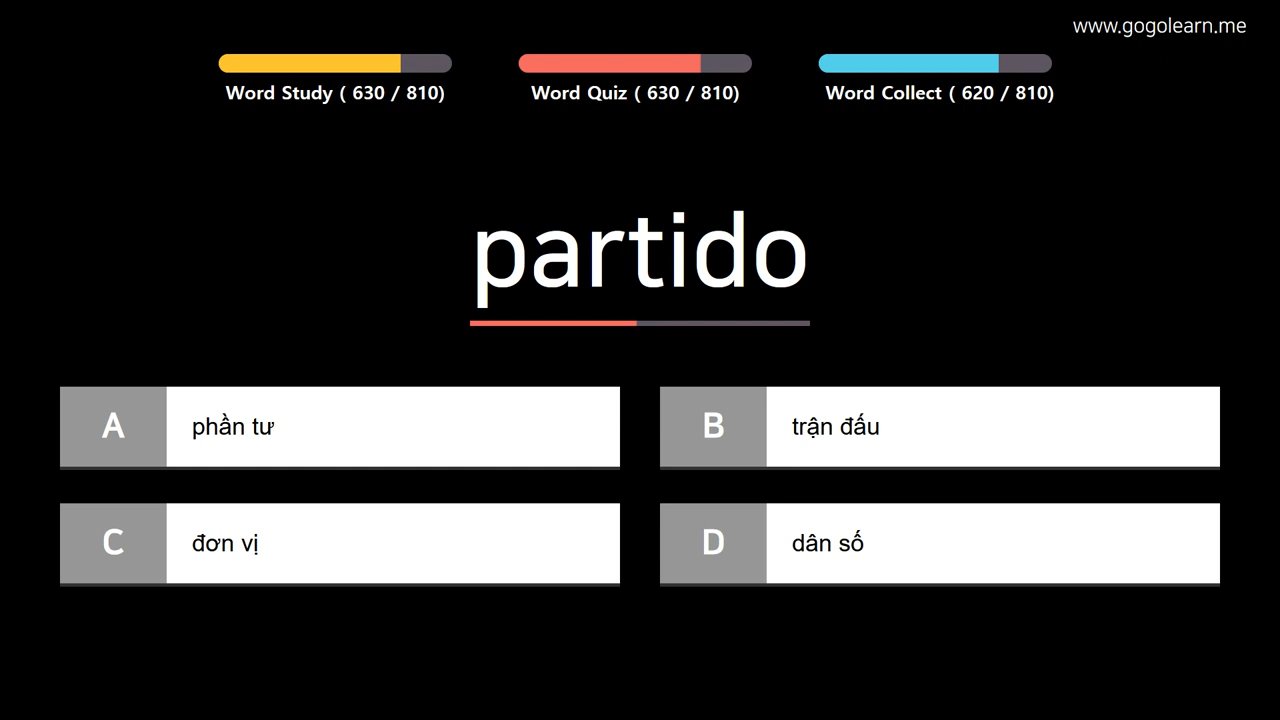 www.gogolearn.me
Word Study ( 630 / 810)
Word Quiz ( 630 / 810)
Word Collect ( 620 / 810)
partido
A
phần tư
B
trận đấu
C
đơn vị
D
dân số